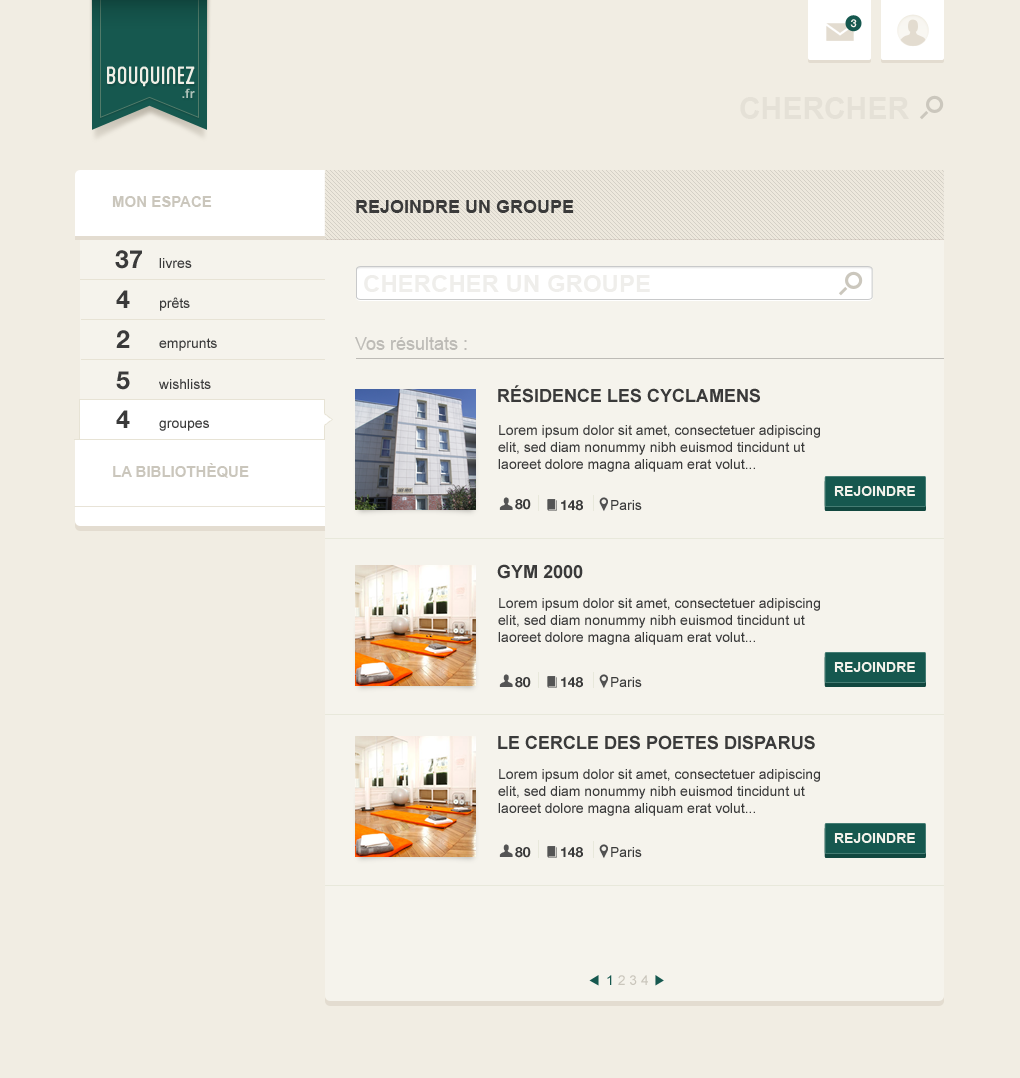 BOUQUINEZ
.fr
3
CHERCHER
MON ESPACE
37 livres
4 prêts
2 emprunts
5 wishlists
4 groupes
LA BIBLIOTHÈQUE
REJOINDRE UN GROUPE
CHERCHER UN GROUPE
Vos résultats :
RÉSIDENCE LES CYCLAMENS
Lorem ipsum dolor sit amet, consectetuer adipiscing
elit, sed diam nonummy nibh euismod tincidunt ut
laoreet dolore magna aliquam erat volut...
80 148 Paris
REJOINDRE
GYM 2000
Lorem ipsum dolor sit amet, consectetuer adipiscing
elit, sed diam nonummy nibh euismod tincidunt ut
laoreet dolore magna aliquam erat volut...
80 148 Paris
REJOINDRE
LE CERCLE DES POETES DISPARUS
Lorem ipsum dolor sit amet, consectetuer adipiscing
elit, sed diam nonummy nibh euismod tincidunt ut
laoreet dolore magna aliquam erat volut...
80 148 Paris
REJOINDRE
1 2 3 4